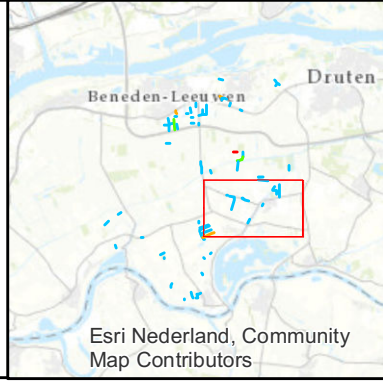 Druten
Beneden-Leeuwen
Esri Nederland, Community
Map Contributors